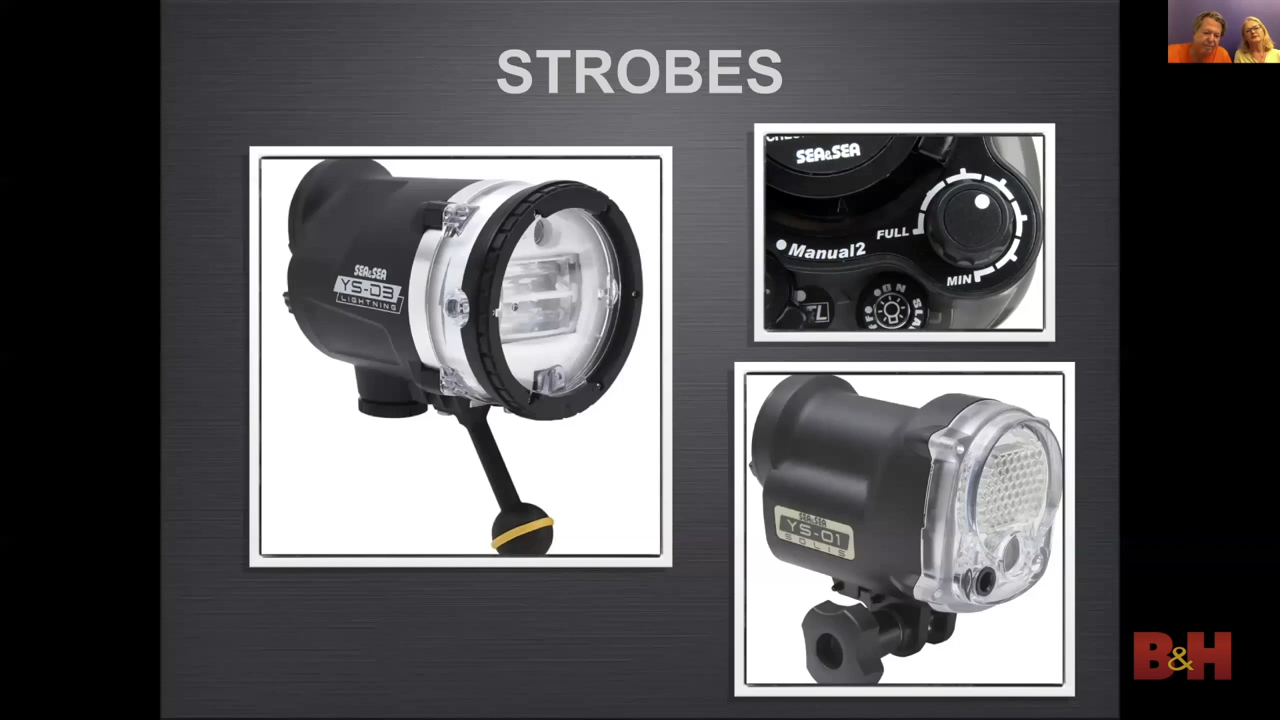 STROBES
SEA&SEA
YS-D3
LIGHTNING
SEA&SEA
FULL
Manual2
MIN
SEA&SEA
YS-01
SOLIS
B&H